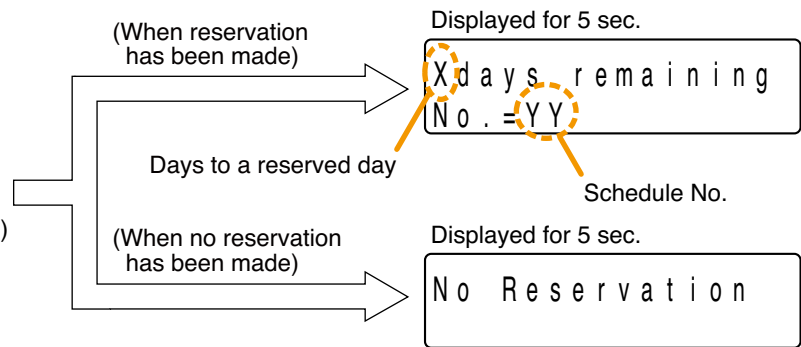 (When reservation
has been made)
Displayed for 5 sec.
Xdays remaining
No.=YY
Days to a reserved day
Schedule No.
)
(When no reservation
has been made)
Displayed for 5 sec.
No Reservation